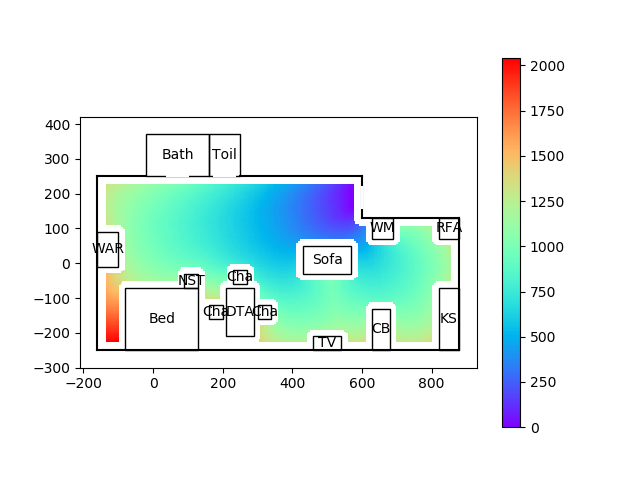 400
300
200
100
0
−100
−200
−300
−200
0
200
400
600
800
Bath
Toil
WAR
NST
Bed
Cha
Cha
DTA
Cha
Sofa
TV
WM
RFA
CB
KS
2000
1750
1500
1250
1000
750
500
250
0